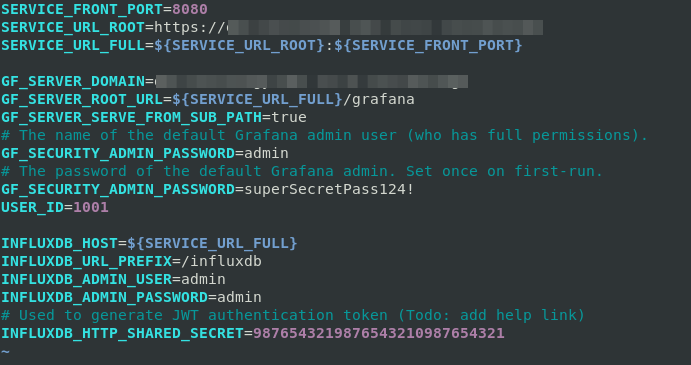 SERVICE_FRONT_PORT=8080
SERVICE_URL_ROOT=https://
SERVICE_URL_FULL=${SERVICE_URL_ROOT}:${SERVICE_FRONT_PORT}
GF_SERVER_DOMAIN=
GF_SERVER_ROOT_URL=${SERVICE_URL_FULL}/grafana
GF_SERVER_SERVE_FROM_SUB_PATH=true
# The name of the default Grafana admin user (who has full permissions).
GF_SECURITY_ADMIN_PASSWORD=admin
# The password of the default Grafana admin. Set once on first-run.
GF_SECURITY_ADMIN_PASSWORD=superSecretPass124!
USER_ID=1001
INFLUXDB_HOST=${SERVICE_URL_FULL}
INFLUXDB_URL_PREFIX=/influxdb
INFLUXDB_ADMIN_USER=admin
INFLUXDB_ADMIN_PASSWORD=admin
# Used to generate JWT authentication token (Todo: add help link)
INFLUXDB_HTTP_SHARED_SECRET=98765432198765432109876543​21
~